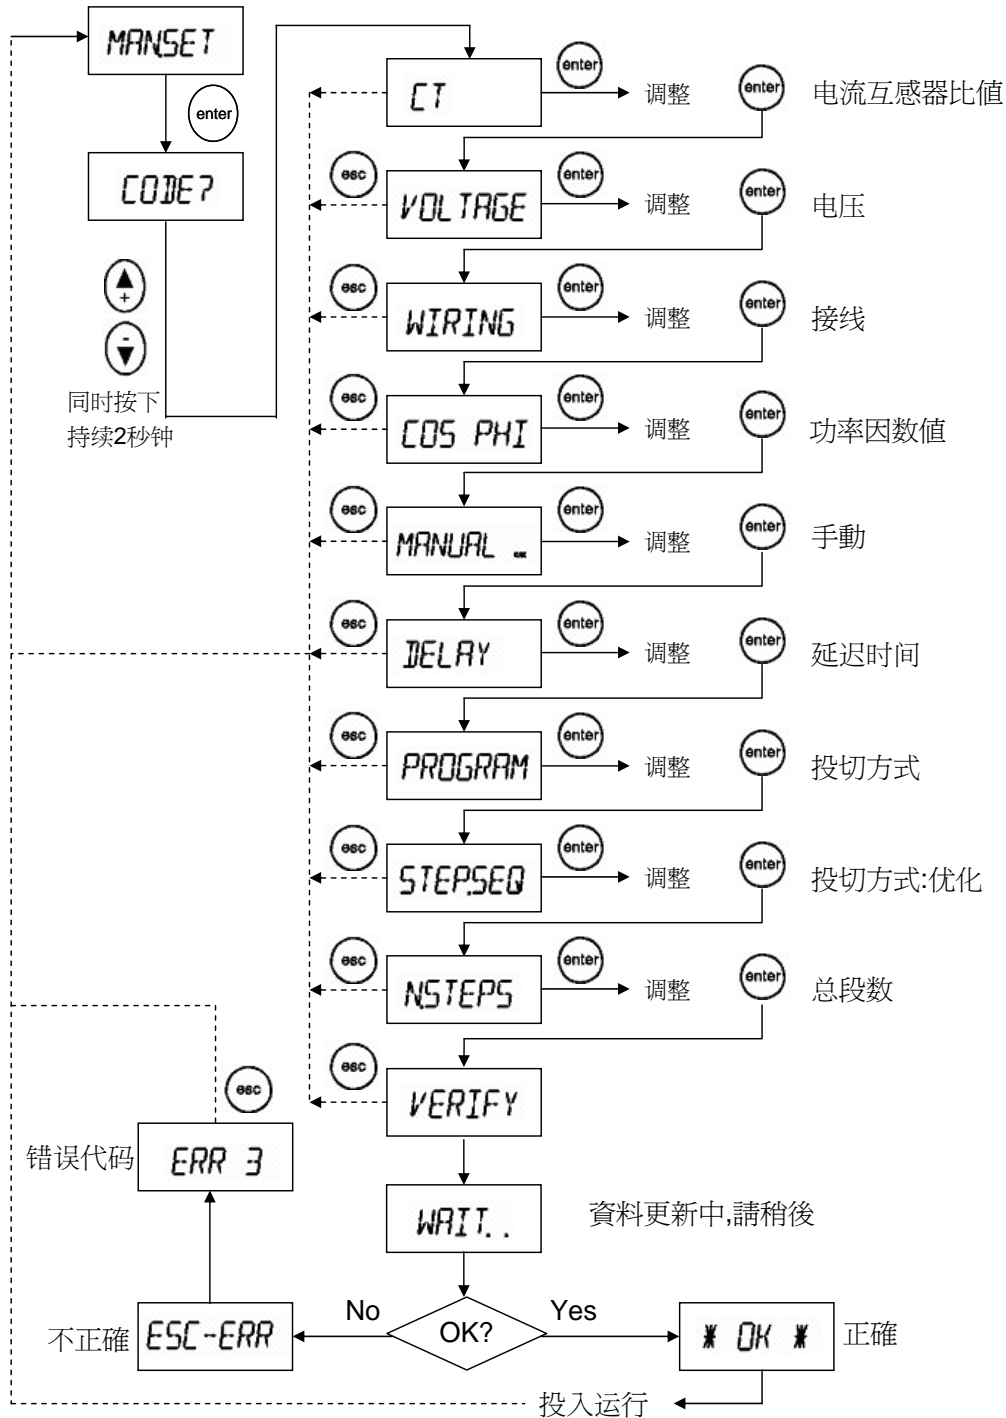 MAN.SET
enter
CODE?
+
-
同时按下
持续2秒钟
CT
enter
调整
enter
电流互感器比值
esc
VOLTAGE
enter
调整
enter
电压
esc
WIRING
enter
调整
enter
接线
esc
COS PHI
enter
调整
enter
功率因数値
esc
MANUAL
enter
调整
enter
手動
esc
DELAY
enter
调整
enter
延迟时间
esc
PROGRAM
enter
调整
enter
投切方式
esc
STEP.SEQ
enter
调整
enter
投切方式:优化
esc
N.STEPS
enter
调整
enter
总段数
esc
VERIFY
esc
错误代码
ERR 3
WAIT..
資料更新中,請稍後
不正確
ESC-ERR
No
OK?
Yes
* OK *
正確
投入运行